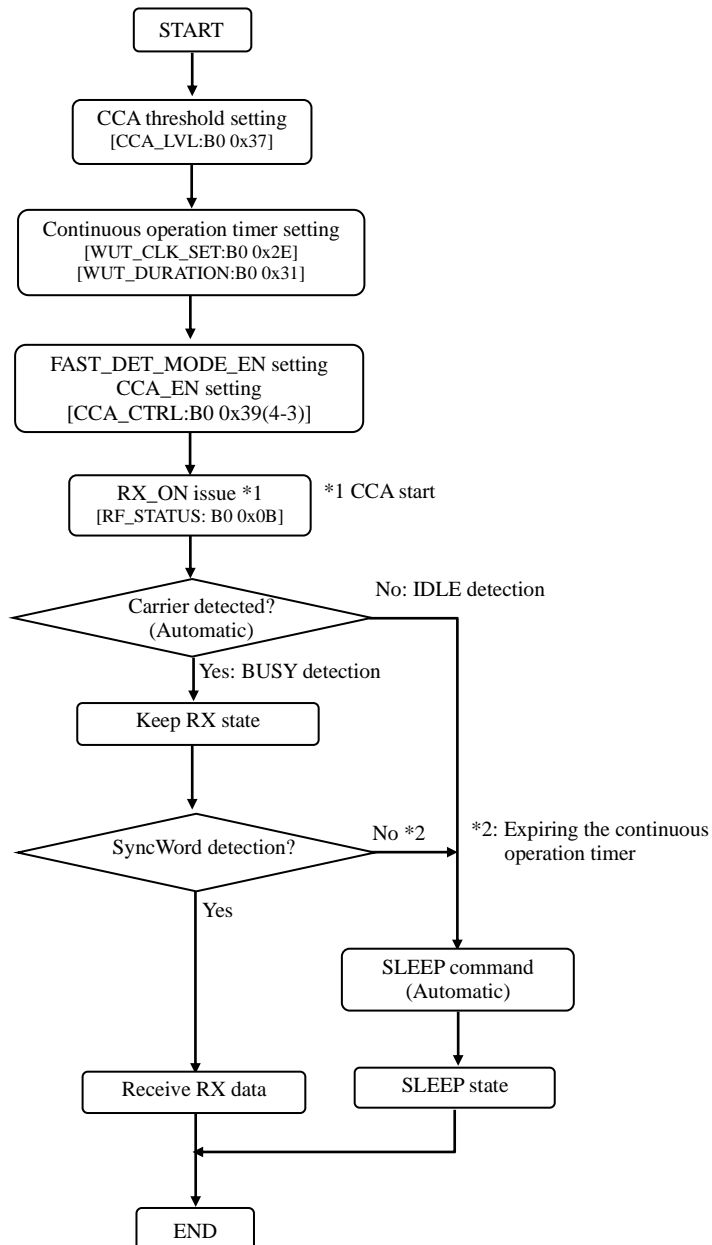 START
CCA threshold setting
[CCA_LVL:B0 0x37]
Continuous operation timer setting
[WUT_CLK_SET:B0 0x2E]
[WUT_DURATION:B0 0x31]
FAST_DET_MODE_EN setting
CCA_EN setting
[CCA_CTRL:B0 0x39(4-3)]
RX_ON issue *1
[RF_STATUS: B0 0x0B]
*1 CCA start
Carrier detected?
(Automatic)
No: IDLE detection
Yes: BUSY detection
Keep RX state
SyncWord detection?
No *2
*2: Expiring the continuous
operation timer
Yes
SLEEP command
(Automatic)
Receive RX data
SLEEP state
END